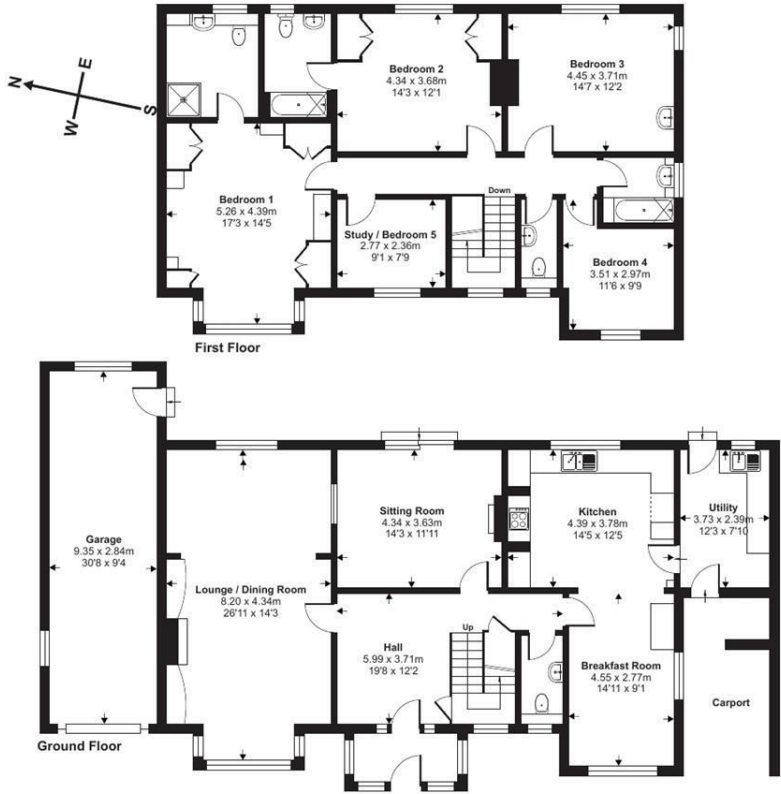 N
E
W
S
Bedroom 2
4.34 x 3.68m
14'3 x 12'1
Bedroom 3
4.45 x 3.71m
14'7 x 12'2
Bedroom 1
5.26 x 4.39m
17'3 x 14'5
Down
Study / Bedroom 5
2.77 x 2.36m
9'1 x 7'9
Bedroom 4
3.51 x 2.97m
11'6 x 9'9
First Floor
Garage
9.35 x 2.84m
30'8 x 9'4
Lounge / Dining Room
8.20 x 4.34m
26'11 x 14'3
Sitting Room
4.34 x 3.63m
14'3 x 11'11
Kitchen
4.39 x 3.78m
14'5 x 12'5
Utility
3.73 x 2.39m
12'3 x 7'10
Hall
5.99 x 3.71m
19'8 x 12'2
Up
Breakfast Room
4.55 x 2.77m
14'11 x 9'1
Carport
Ground Floor